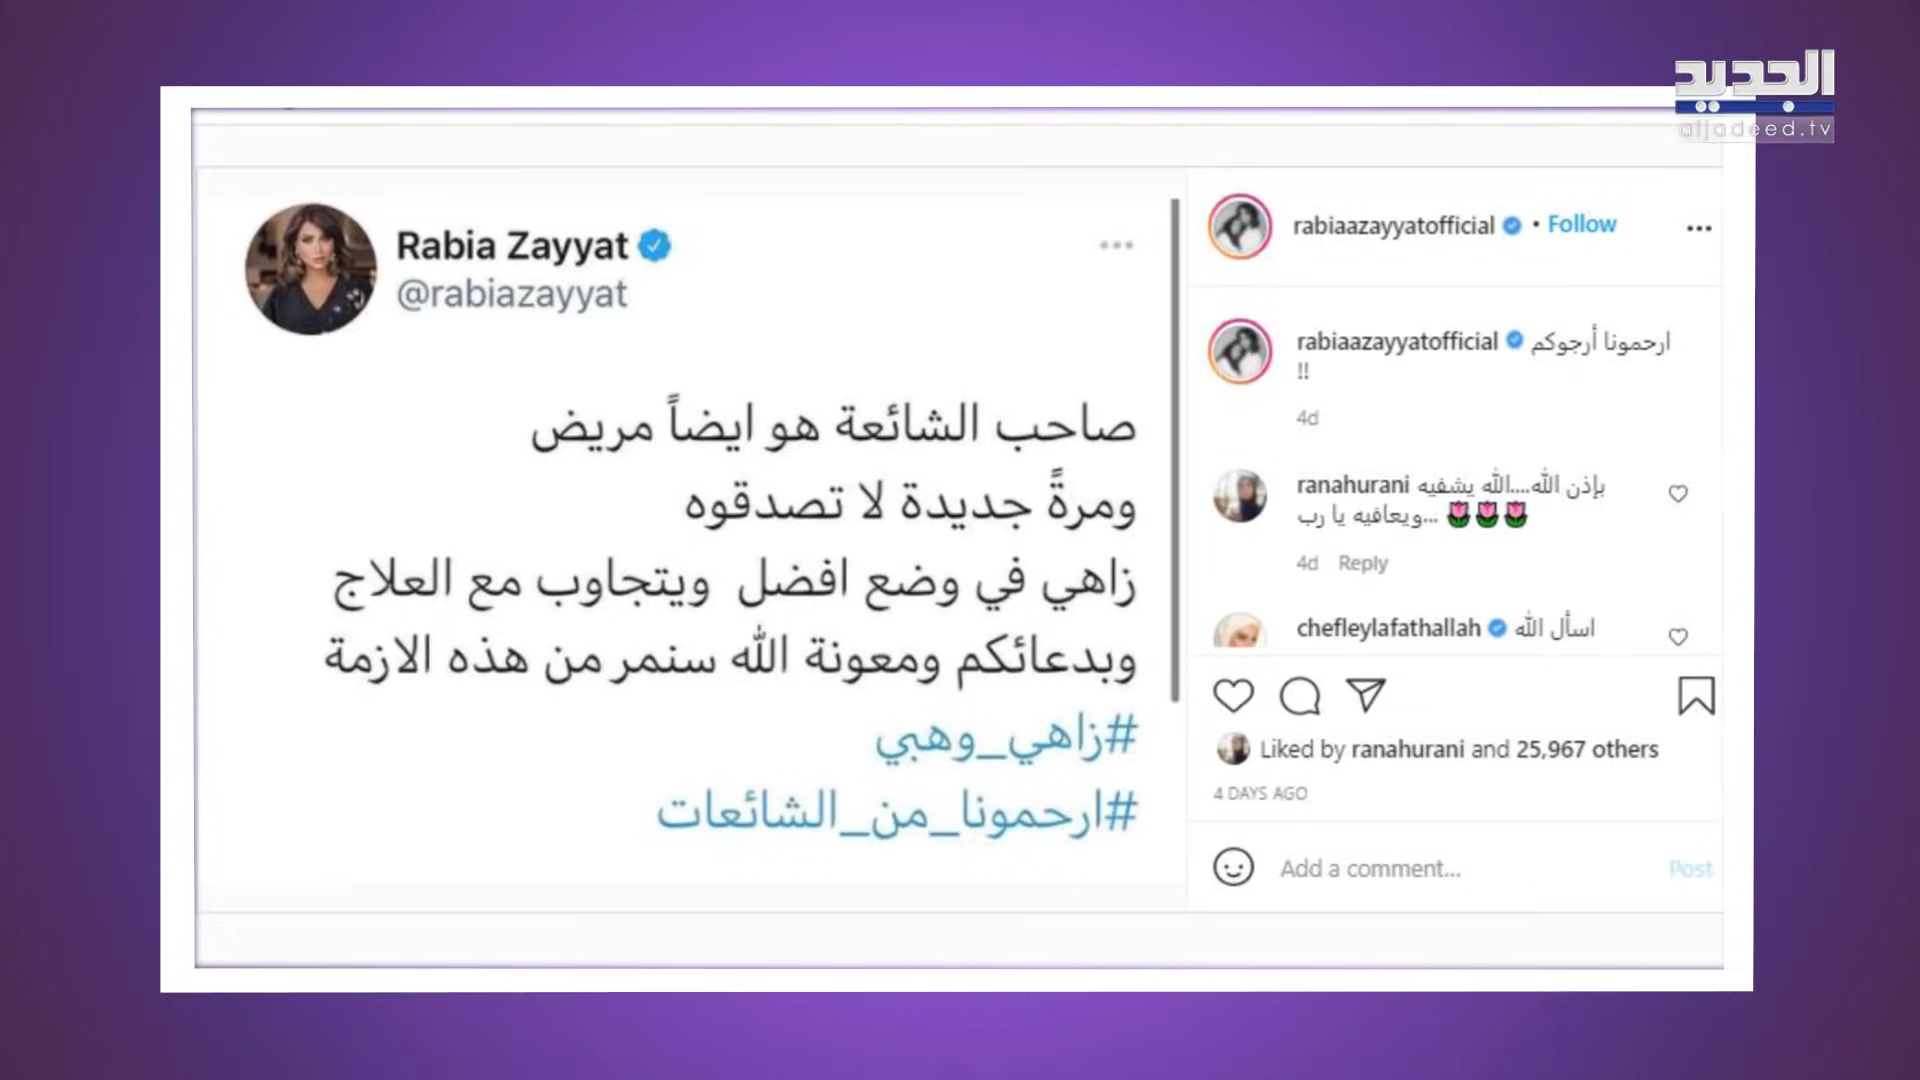 الجديد
aljadeed.tv
Rabia Zayyat
@rabiazayyat
صاحب الشائعة هو ايضاً مريض
ومرةً جديدة لا تصدقوه
زاهي في وضع افضل  ويتجاوب مع العلاج
وبدعائكم ومعونة الله سنمر من هذه الازمة
#زاهي_وهبي
#ارحمونا_من_الشائعات
rabiaazayyatofficial • Follow
rabiaazayyatofficial ارحمونا أرجوكم
!!
4d
ranahurani بإذن الله....الله يشفيه
ويعافيه يا رب... 🌷🌷🌷
4d Reply
chefleylafathallah اسأل الله
Liked by ranahurani and 25,967 others
4 DAYS AGO
Add a comment...
Post